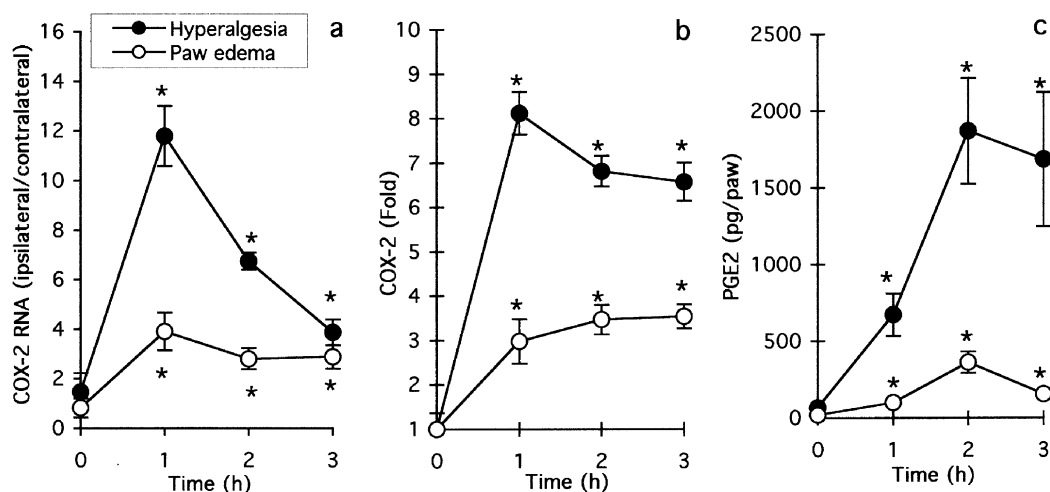 a
Hyperalgesia
Paw edema
COX-2 RNA (ipsilateral/contralateral)
16
14
12
10
8
6
4
2
0
* * *
* * *
0 1 2 3
Time (h)
b
COX-2 (Fold)
10
9
8
7
6
5
4
3
2
1
* * *
* * *
0 1 2 3
Time (h)
c
PGE2 (pg/paw)
2500
2000
1500
1000
500
0
* * *
* * *
0 1 2 3
Time (h)